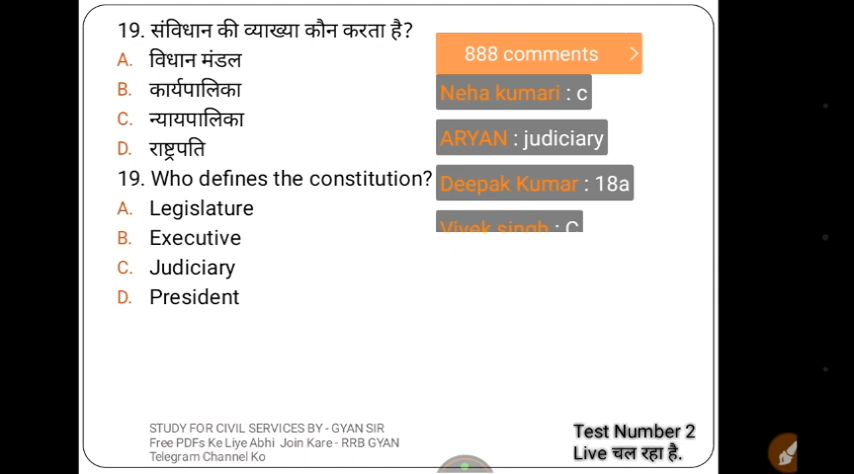 19. संविधान की व्याख्या कौन करता है?
A. विधान मंडल
B. कार्यपालिका
C. न्यायपालिका
D. राष्ट्रपति
19. Who defines the constitution?
A. Legislature
B. Executive
C. Judiciary
D. President
888 comments >
Neha kumari : c
ARYAN : judiciary
Deepak Kumar : 18a
Vivek singh : C
STUDY FOR CIVIL SERVICES BY - GYAN SIR
Free PDFs Ke Liye Abhi Join Kare - RRB GYAN
Telegram Channel Ko
Test Number 2
Live चल रहा है.